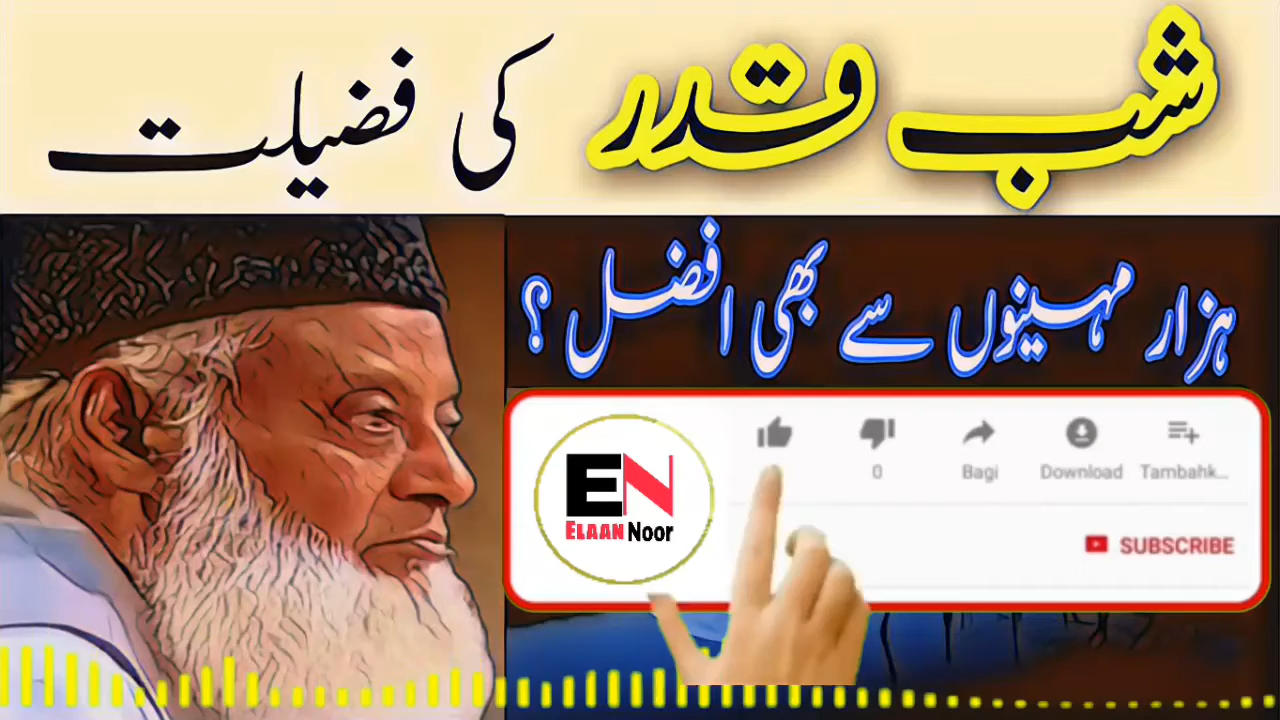 شب قدر کی فضیلت
ہزار مہینوں سے بھی افضل ؟
EN
ELAAN Noor
0 Bagi Download Tambahk...
SUBSCRIBE